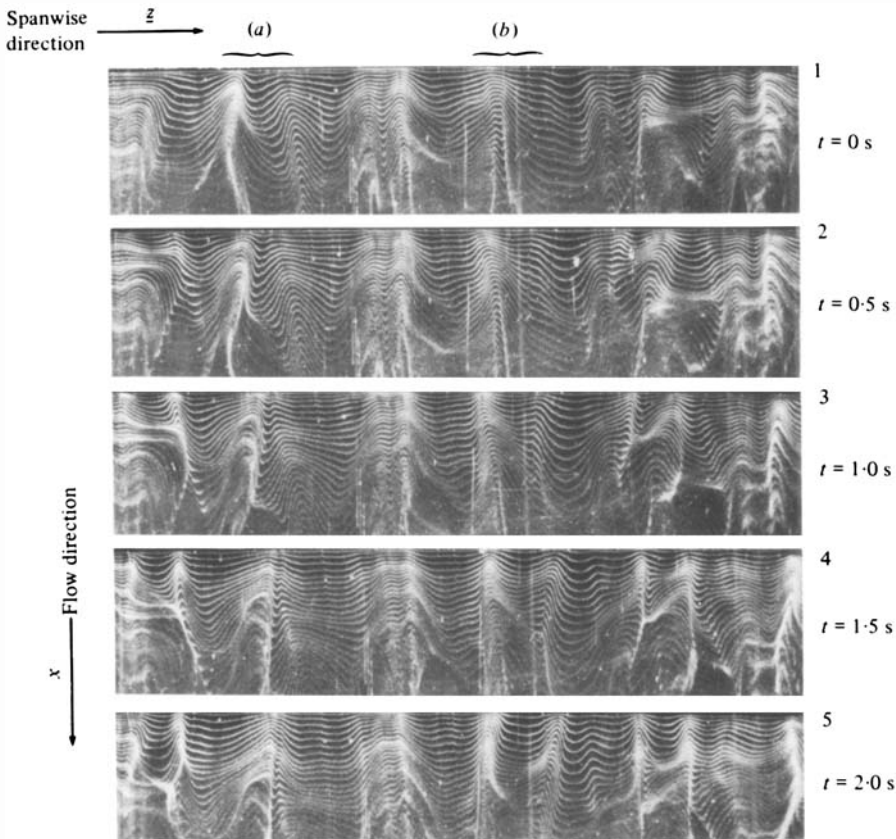 Spanwise direction
z
(a)
(b)
1
t = 0 s
2
t = 0·5 s
3
t = 1·0 s
Flow direction
x
4
t = 1·5 s
5
t = 2·0 s